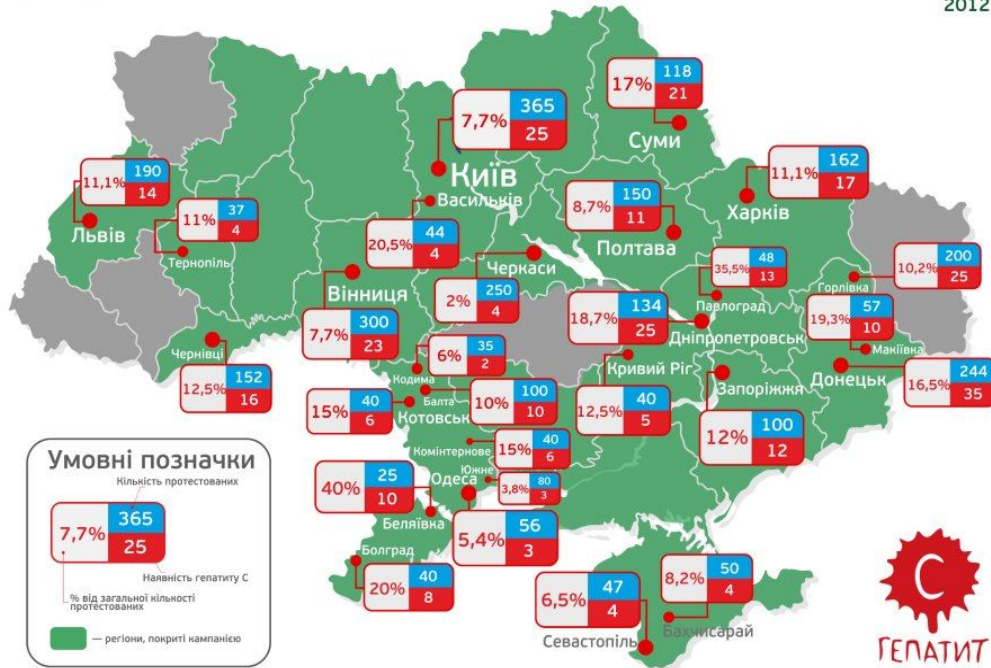 2012
17%
118
21
Суми
7,7%
365
25
Київ
11,1%
190
14
Львів
11,1%
162
17
Харків
Васильків
20,5%
44
4
8,7%
150
11
Полтава
11%
37
4
Тернопіль
Черкаси
2%
250
4
35,5%
48
13
Павлоград
10,2%
200
25
Горлівка
Вінниця
7,7%
300
23
18,7%
134
25
Дніпропетровськ
19,3%
57
10
Макіївка
Чернівці
12,5%
152
16
6%
35
2
Кодима
Кривий Ріг
12,5%
40
5
Запоріжжя
12%
100
12
Донецьк
16,5%
244
35
Балта
10%
100
10
15%
40
6
Котовськ
Комінтернове
15%
40
6
Южне
3,8%
80
3
Одеса
5,4%
56
3
40%
25
10
Беляївка
Болград
20%
40
8
6,5%
47
4
Севастополь
8,2%
50
4
Бахчисарай
Умовні позначки
Кількість протестованих
7,7%
365
25
Наявність гепатиту С
% від загальної кількості
протестованих
— регіони, покриті кампанією
С
ГЕПАТИТ